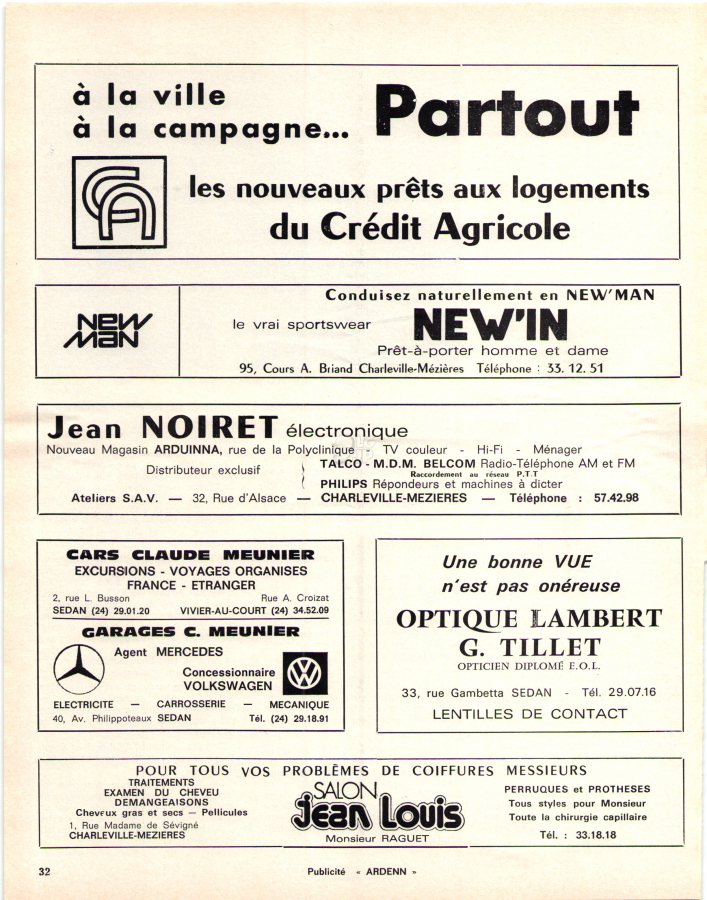 à la ville
à la campagne... Partout
CA
les nouveaux prêts aux logements
du Crédit Agricole
NEW MAN
Conduisez naturellement en NEW'MAN
le vrai sportswear NEW'IN
Prêt-à-porter homme et dame
95, Cours A. Briand Charleville-Mézières Téléphone : 33. 12. 51
Jean NOIRET électronique
Nouveau Magasin ARDUINNA, rue de la Polyclinique - TV couleur - Hi-Fi - Ménager
Distributeur exclusif
TALCO - M.D.M. BELCOM Radio-Téléphone AM et FM
Raccordement au réseau P.T.T
PHILIPS Répondeurs et machines à dicter
Ateliers S.A.V. — 32, Rue d'Alsace — CHARLEVILLE-MEZIERES — Téléphone : 57.42.98
CARS CLAUDE MEUNIER
EXCURSIONS - VOYAGES ORGANISES
FRANCE - ETRANGER
2, rue L. Busson Rue A. Croizat
SEDAN (24) 29.01.20 VIVIER-AU-COURT (24) 34.52.09
GARAGES C. MEUNIER
Agent MERCEDES
Concessionnaire
VOLKSWAGEN
ELECTRICITE — CARROSSERIE — MECANIQUE
40, Av. Philippoteaux SEDAN Tél. (24) 29.18.91
Une bonne VUE
n'est pas onéreuse
OPTIQUE LAMBERT
G. TILLET
OPTICIEN DIPLOMÉ E.O.L.
33, rue Gambetta SEDAN - Tél. 29.07.16
LENTILLES DE CONTACT
POUR TOUS VOS PROBLÈMES DE COIFFURES MESSIEURS
TRAITEMENTS
EXAMEN DU CHEVEU
DEMANGEAISONS
Cheveux gras et secs — Pellicules
1, Rue Madame de Sévigné
CHARLEVILLE-MEZIERES
SALON
Jean Louis
Monsieur RAGUET
PERRUQUES et PROTHESES
Tous styles pour Monsieur
Toute la chirurgie capillaire
Tél. : 33.18.18
32
Publicité « ARDENN »